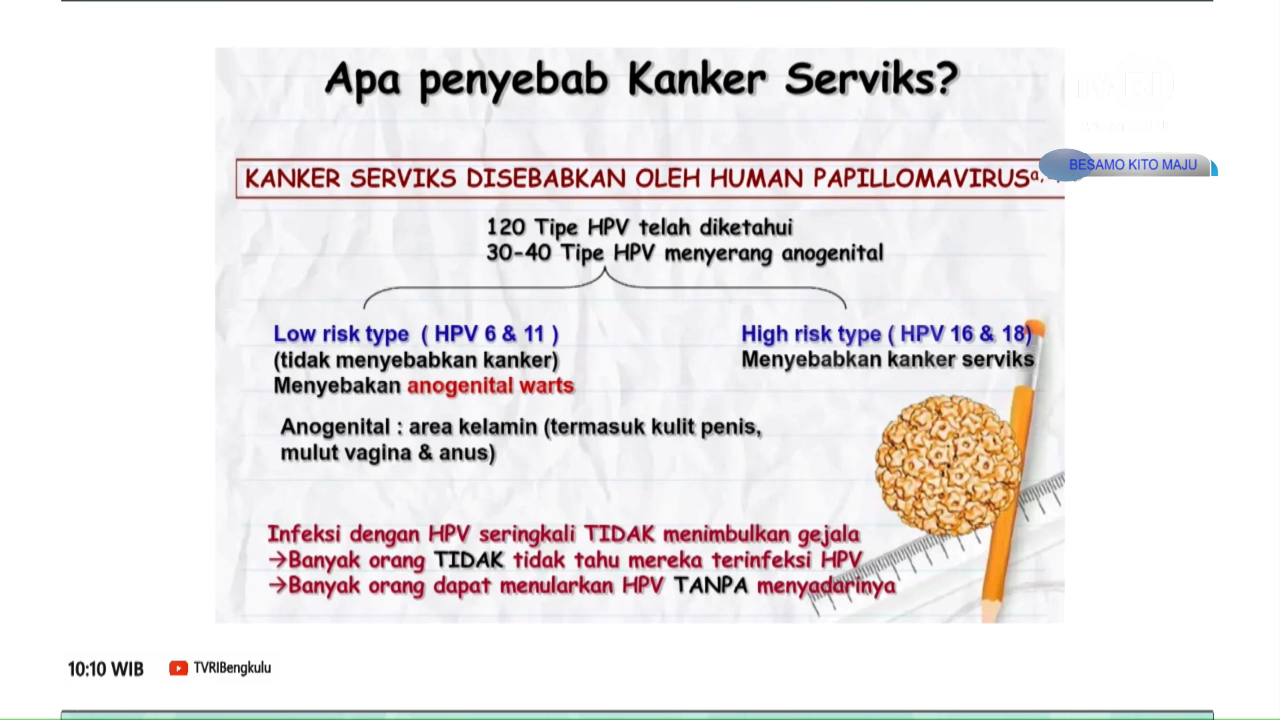 Apa penyebab Kanker Serviks?
KANKER SERVIKS DISEBABKAN OLEH HUMAN PAPILLOMAVIRUSa,
BESAMO KITO MAJU
120 Tipe HPV telah diketahui
30-40 Tipe HPV menyerang anogenital
Low risk type ( HPV 6 & 11 )
(tidak menyebabkan kanker)
Menyebakan anogenital warts
High risk type ( HPV 16 & 18)
Menyebabkan kanker serviks
Anogenital : area kelamin (termasuk kulit penis,
mulut vagina & anus)
Infeksi dengan HPV seringkali TIDAK menimbulkan gejala
→Banyak orang TIDAK tidak tahu mereka terinfeksi HPV
→Banyak orang dapat menularkan HPV TANPA menyadarinya
10:10 WIB TVRIBengkulu